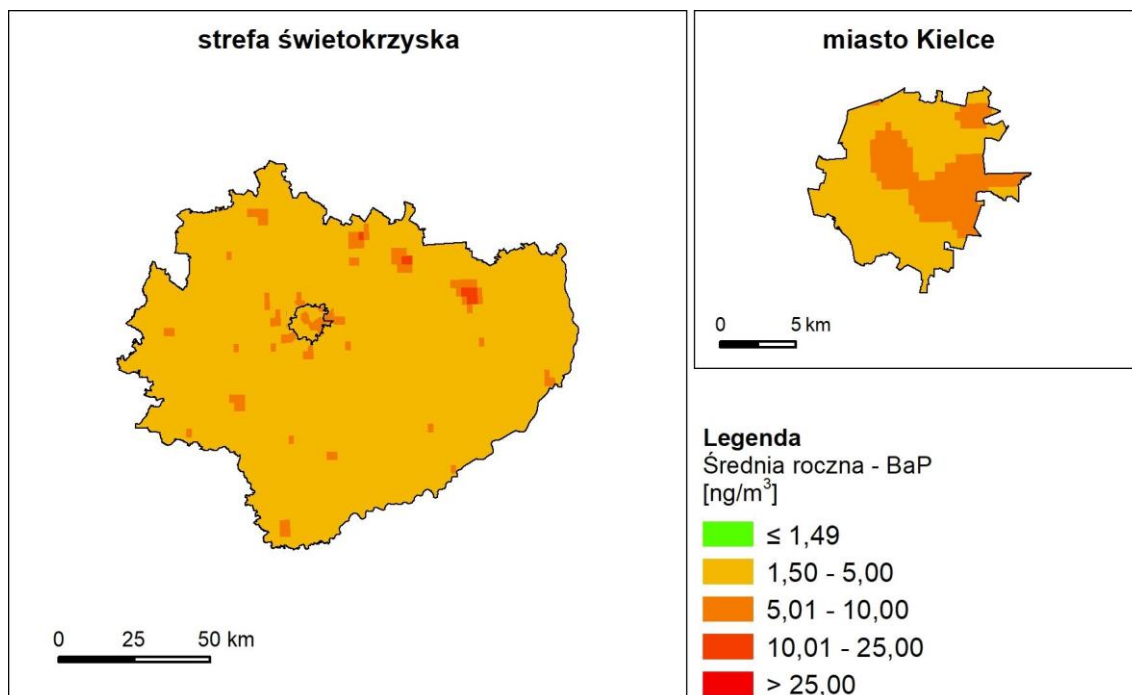 strefa świetokrzyska
miasto Kielce
0 5 km
Legenda
Średnia roczna - BaP
[ng/m³]
≤ 1,49
1,50 - 5,00
5,01 - 10,00
10,01 - 25,00
> 25,00
0 25 50 km